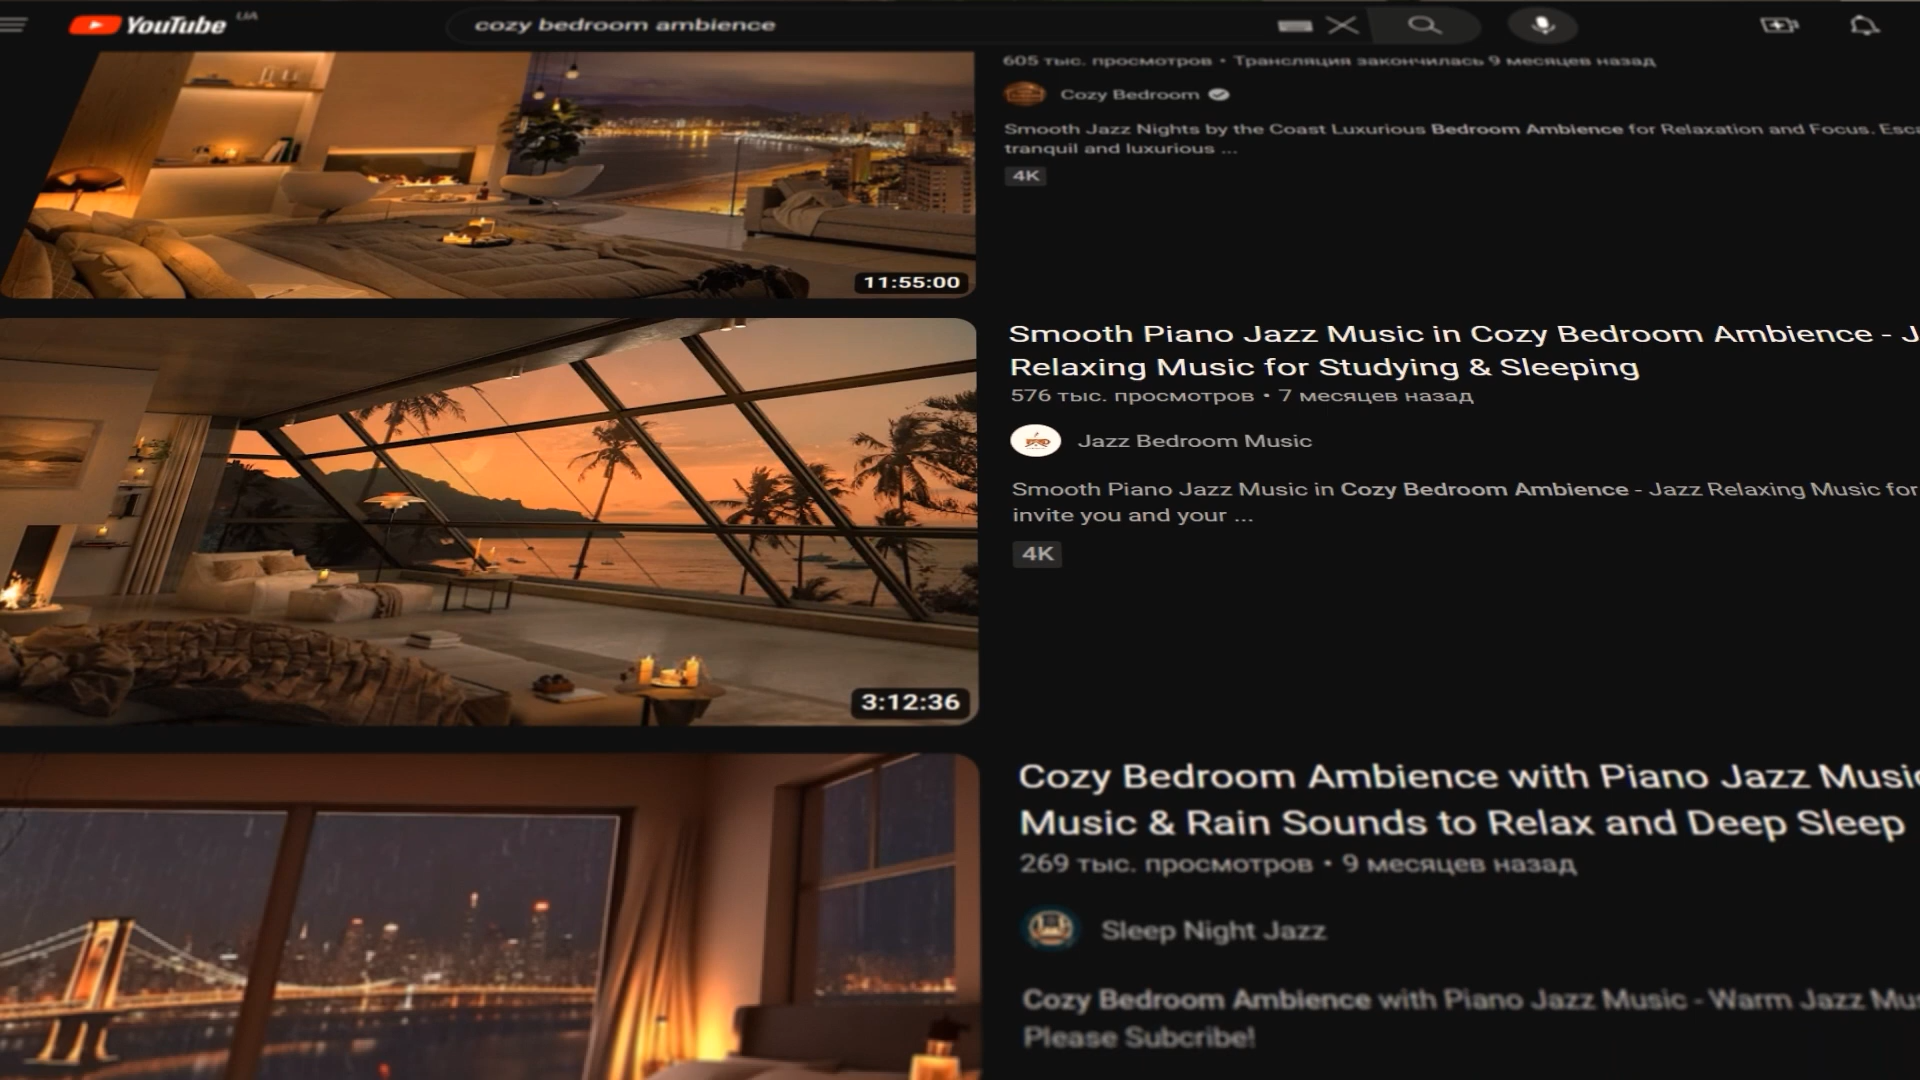 YouTube UA
cozy bedroom ambience
605 тыс. просмотров • Трансляция закончилась 9 месяцев назад
Cozy Bedroom
Smooth Jazz Nights by the Coast Luxurious Bedroom Ambience for Relaxation and Focus.
tranquil and luxurious ...
4K
11:55:00
Smooth Piano Jazz Music in Cozy Bedroom Ambience -
Relaxing Music for Studying & Sleeping
576 тыс. просмотров • 7 месяцев назад
Jazz Bedroom Music
Smooth Piano Jazz Music in Cozy Bedroom Ambience - Jazz Relaxing Music for
invite you and your ...
4K
3:12:36
Cozy Bedroom Ambience with Piano Jazz Music
Music & Rain Sounds to Relax and Deep Sleep
269 тыс. просмотров • 9 месяцев назад
Sleep Night Jazz
Cozy Bedroom Ambience with Piano Jazz Music - Warm Jazz Mus
Please Subcribe!